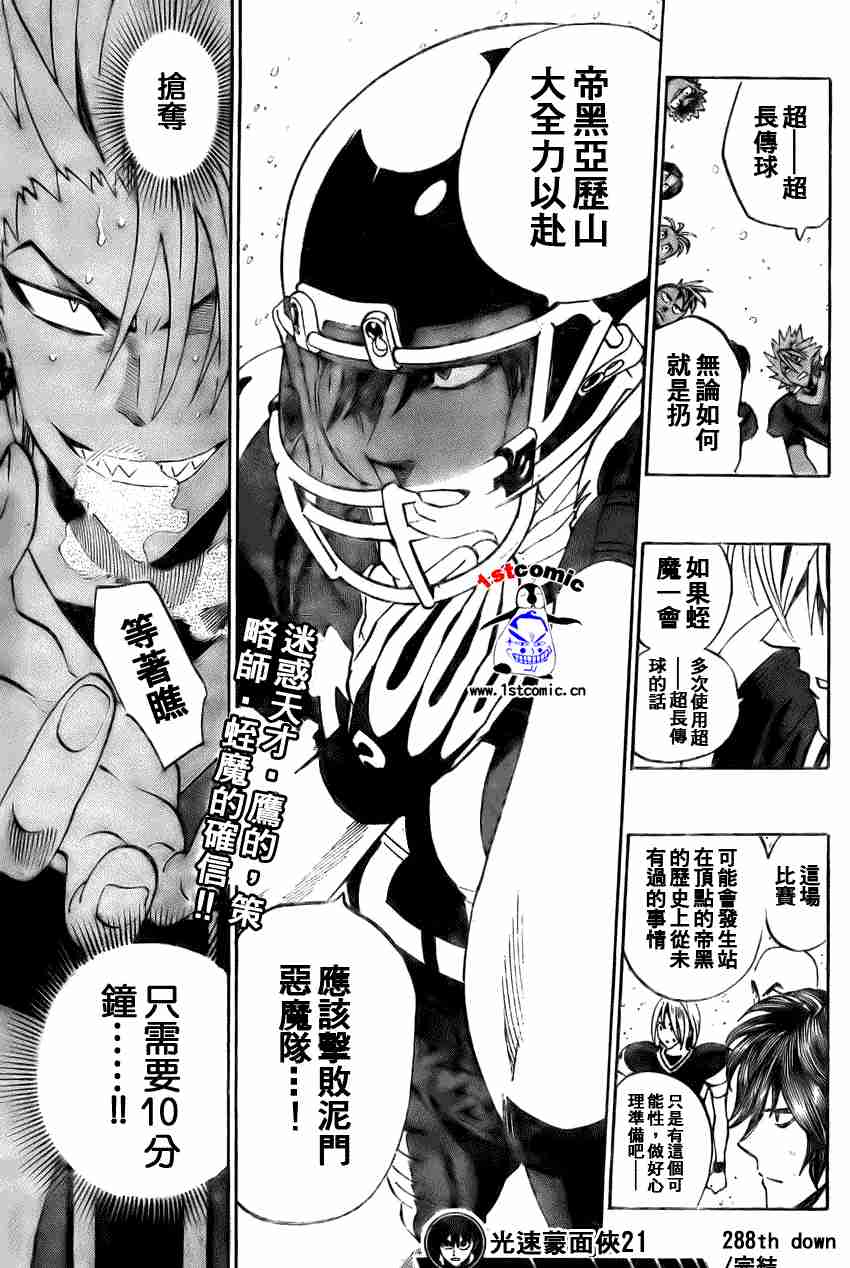 超——超
長傳球
無論如何
就是扔
如果蛭
魔一會
多次使用超
——超長傳
球的話
這場
比賽
可能會發生站
在頂點的帝黑
的歷史上從未
有過的事情
只是有這個可
能性，做好心
理準備吧——
帝黑亞歷山
大全力以赴
1stcomic
www.1stcomic.cn
應該擊敗泥門
惡魔隊…！
迷惑天才．鷹的，策
略師．蛭魔的確信!!
搶奪
等著瞧
只需要10分
鐘……!!
光速蒙面俠21
288th down
/完結